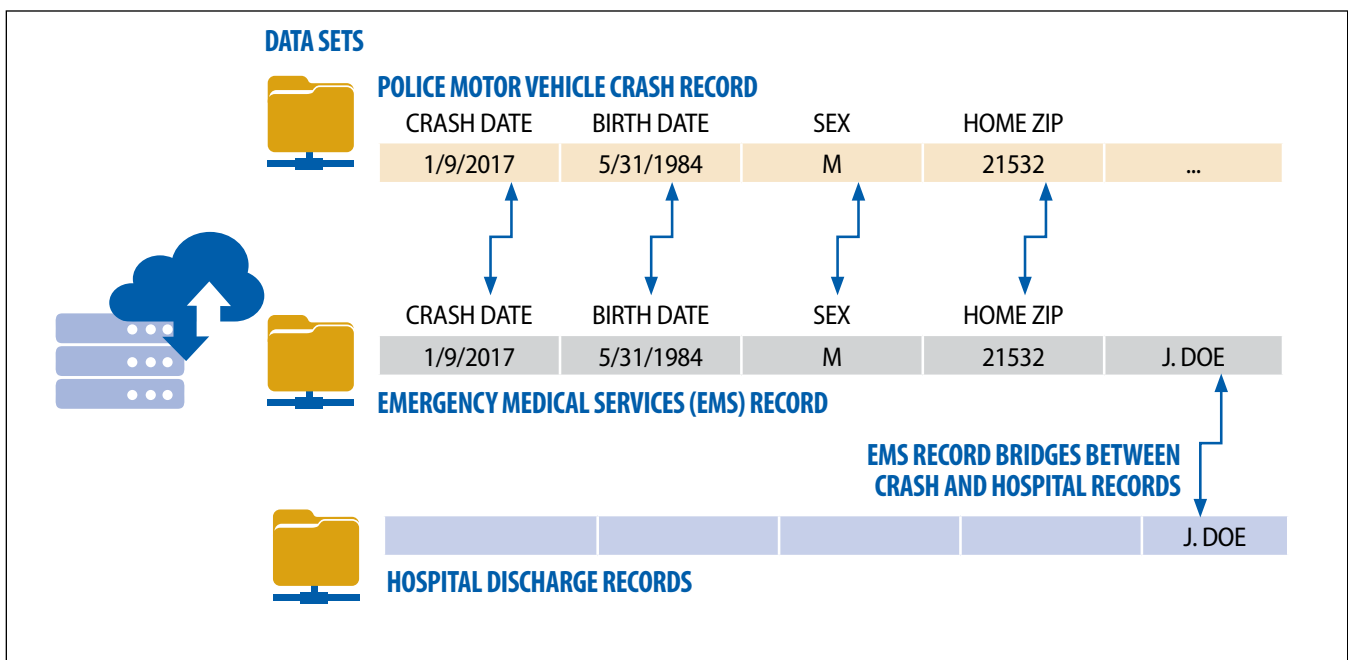 DATA SETS
POLICE MOTOR VEHICLE CRASH RECORD
CRASH DATE BIRTH DATE SEX HOME ZIP
1/9/2017 5/31/1984 M 21532 ...
CRASH DATE BIRTH DATE SEX HOME ZIP
1/9/2017 5/31/1984 M 21532 J. DOE
EMERGENCY MEDICAL SERVICES (EMS) RECORD
EMS RECORD BRIDGES BETWEEN
CRASH AND HOSPITAL RECORDS
J. DOE
HOSPITAL DISCHARGE RECORDS